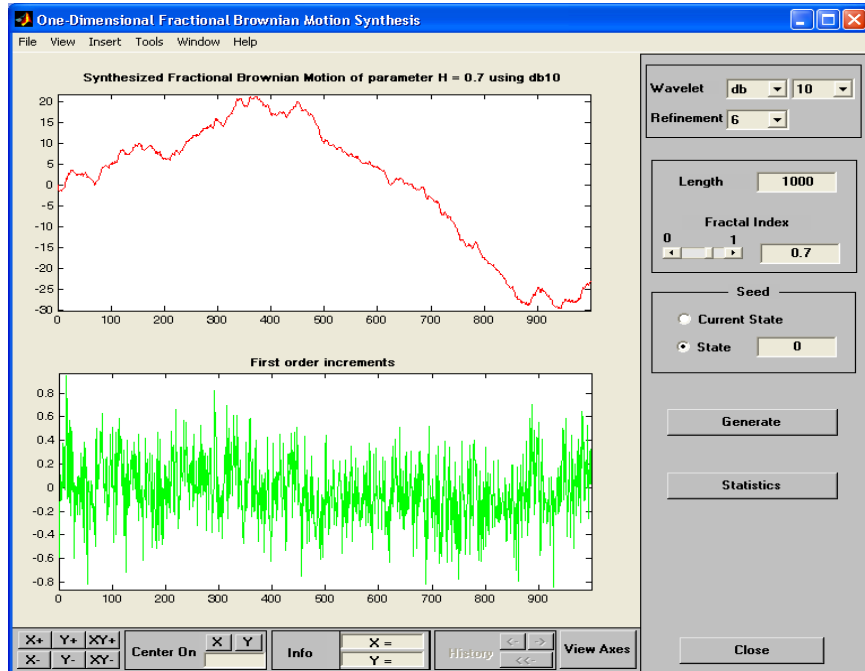 One-Dimensional Fractional Brownian Motion Synthesis
File View Insert Tools Window Help
Synthesized Fractional Brownian Motion of parameter H = 0.7 using db10
20
15
10
5
0
-5
-10
-15
-20
-25
-30
0 100 200 300 400 500 600 700 800 900
First order increments
0.8
0.6
0.4
0.2
0
-0.2
-0.4
-0.6
-0.8
0 100 200 300 400 500 600 700 800 900
Wavelet db 10
Refinement 6
Length 1000
Fractal Index
0 1
0.7
Seed
Current State
State 0
Generate
Statistics
X+ Y+ XY+
X- Y- XY-
Center On X Y
Info X =
Y =
History <- ->
<<-
View Axes
Close